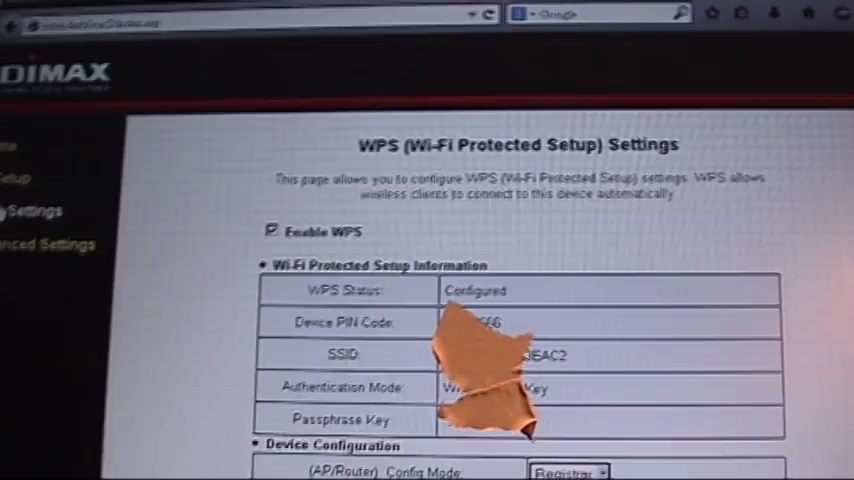 Google
DIMAX
WPS (Wi-Fi Protected Setup) Settings
This page allows you to configure WPS (Wi-Fi Protected Setup) settings. WPS allows
wireless clients to connect to this device automatically.
Settings
Enable WPS
nced Settings
Wi-Fi Protected Setup Information
WPS Status: Configured
Device PIN Code:
SSID: EAC2
Authentication Mode: Key
Passphrase Key
Device Configuration
(AP/Router) Config Mode: Registrar